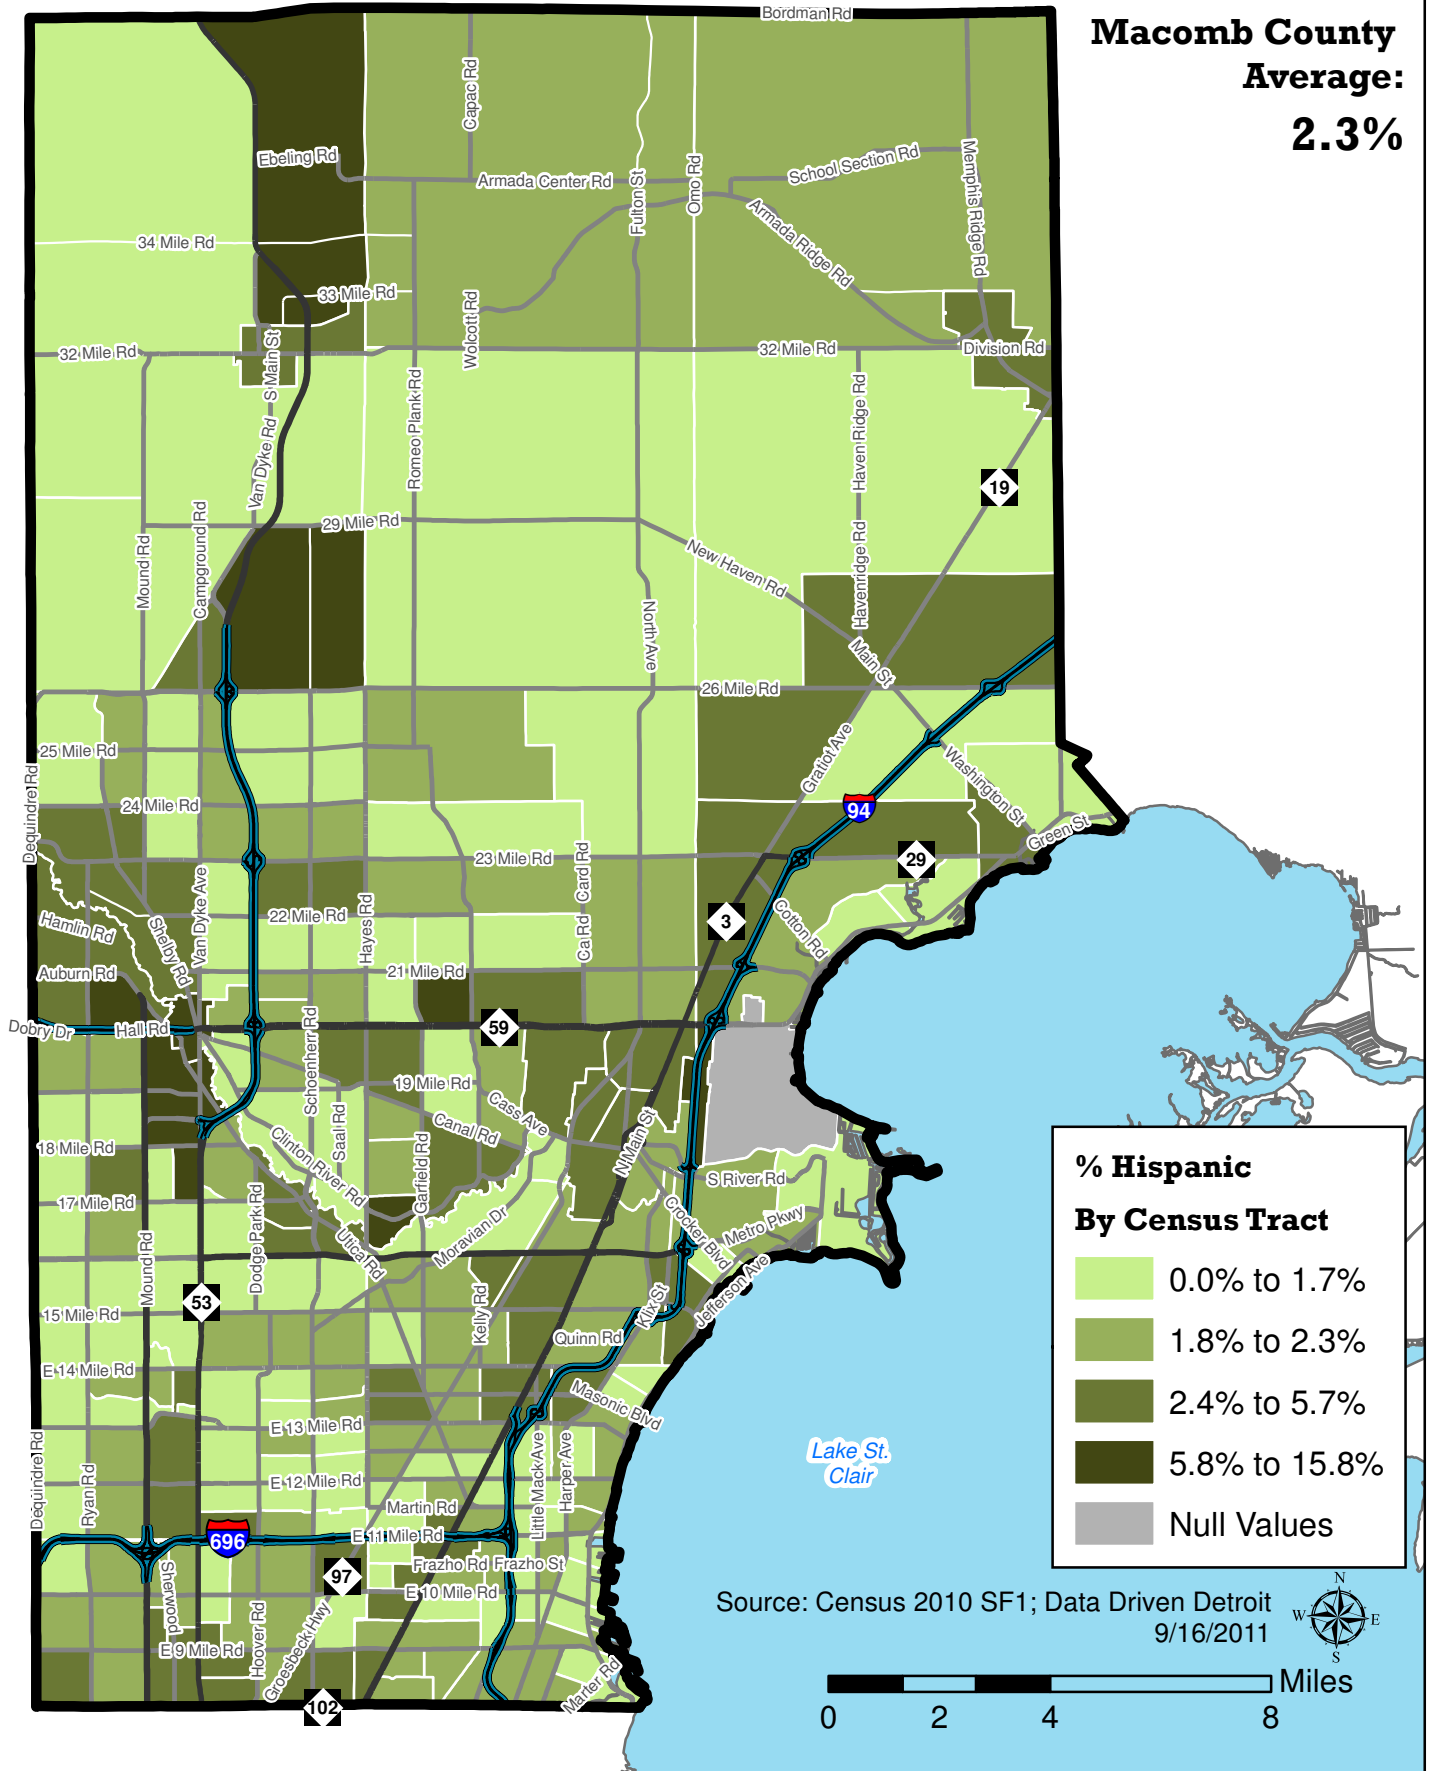 Macomb County
Average:
2.3%
Bordman Rd
Capac Rd
Ebeling Rd
Armada Center Rd
Fulton St
Omo Rd
School Section Rd
Memphis Ridge Rd
Armada Ridge Rd
34 Mile Rd
33 Mile Rd
Wolcott Rd
32 Mile Rd
S Main St
32 Mile Rd
Division Rd
Romeo Plank Rd
Haven Ridge Rd
Van Dyke Rd
19
29 Mile Rd
Campground Rd
Mound Rd
New Haven Rd
Havenridge Rd
North Ave
Main St
26 Mile Rd
25 Mile Rd
Gratiot Ave
Washington St
24 Mile Rd
94
Dequindre Rd
Green St
23 Mile Rd
Card Rd
29
Van Dyke Ave
22 Mile Rd
Hayes Rd
Ca Rd
3
Cotton Rd
Hamlin Rd
Shelby Rd
Auburn Rd
21 Mile Rd
Dobry Dr
Hall Rd
59
Schoenherr Rd
19 Mile Rd
Cass Ave
Canal Rd
Saal Rd
N Main St
18 Mile Rd
Clinton River Rd
Garfield Rd
S River Rd
17 Mile Rd
Dodge Park Rd
Utica Rd
Moravian Dr
Crocker Blvd
Metro Pkwy
Mound Rd
53
Jefferson Ave
Klix St
15 Mile Rd
Kelly Rd
Quinn Rd
E 14 Mile Rd
Masonic Blvd
E 13 Mile Rd
Dequindre Rd
Ryan Rd
E 12 Mile Rd
Little Mack Ave
Harper Ave
Martin Rd
696
E 11 Mile Rd
97
Frazho Rd
Frazho St
Sherwood
E 10 Mile Rd
Hoover Rd
Groesbeck Hwy
E 9 Mile Rd
Marter Rd
102
Lake St.
Clair
% Hispanic
By Census Tract
0.0% to 1.7%
1.8% to 2.3%
2.4% to 5.7%
5.8% to 15.8%
Null Values
Source: Census 2010 SF1; Data Driven Detroit
9/16/2011
N
W
E
S
Miles
0
2
4
8